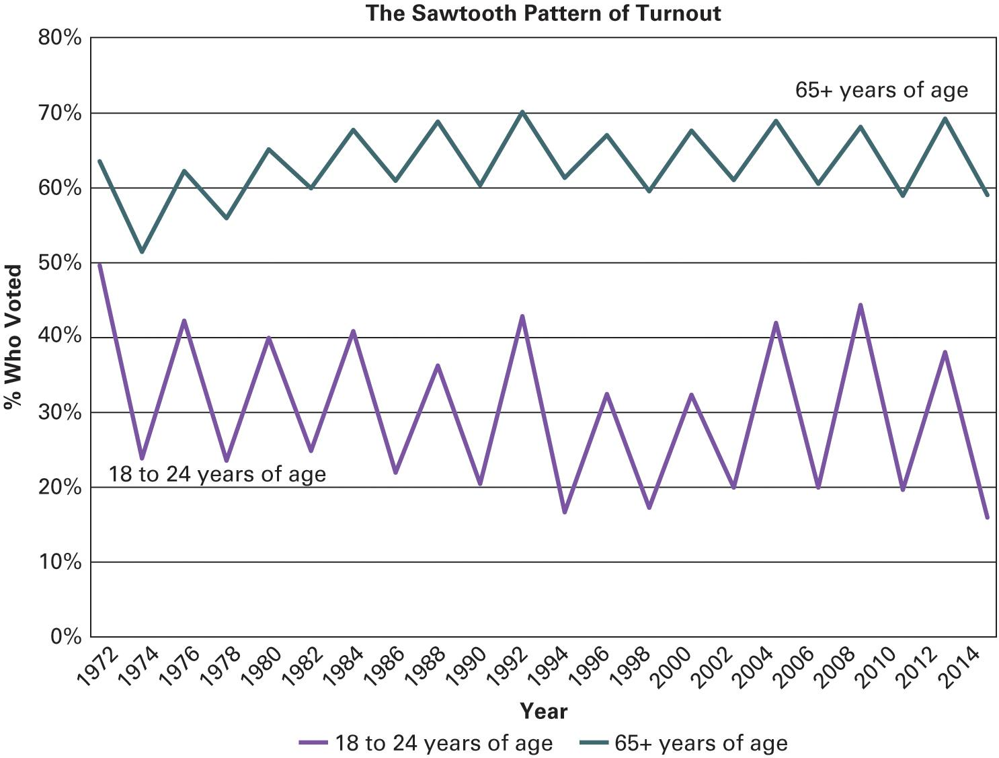 The Sawtooth Pattern of Turnout
80%
70%
60%
50%
40%
30%
20%
10%
0%
% Who Voted
65+ years of age
18 to 24 years of age
1972 1974 1976 1978 1980 1982 1984 1986 1988 1990 1992 1994 1996 1998 2000 2002 2004 2006 2008 2010 2012 2014
Year
18 to 24 years of age 65+ years of age